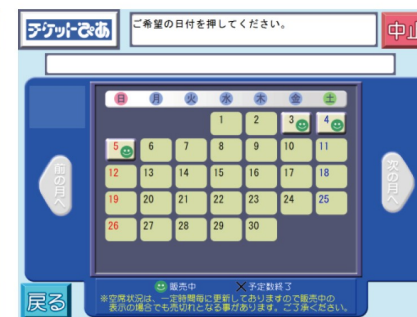 チケットぴあ
ご希望の日付を押してください。
中止
日 月 火 水 木 金 土
1 2 3 4
5 6 7 8 9 10 11
12 13 14 15 16 17 18
19 20 21 22 23 24 25
26 27 28 29 30
前の月へ
次の月へ
販売中 ×予定数終了
※空席状況は、一定時間毎に更新しておりますので販売中の
表示の場合でも売切れとなる事があります。ご了承ください。
戻る